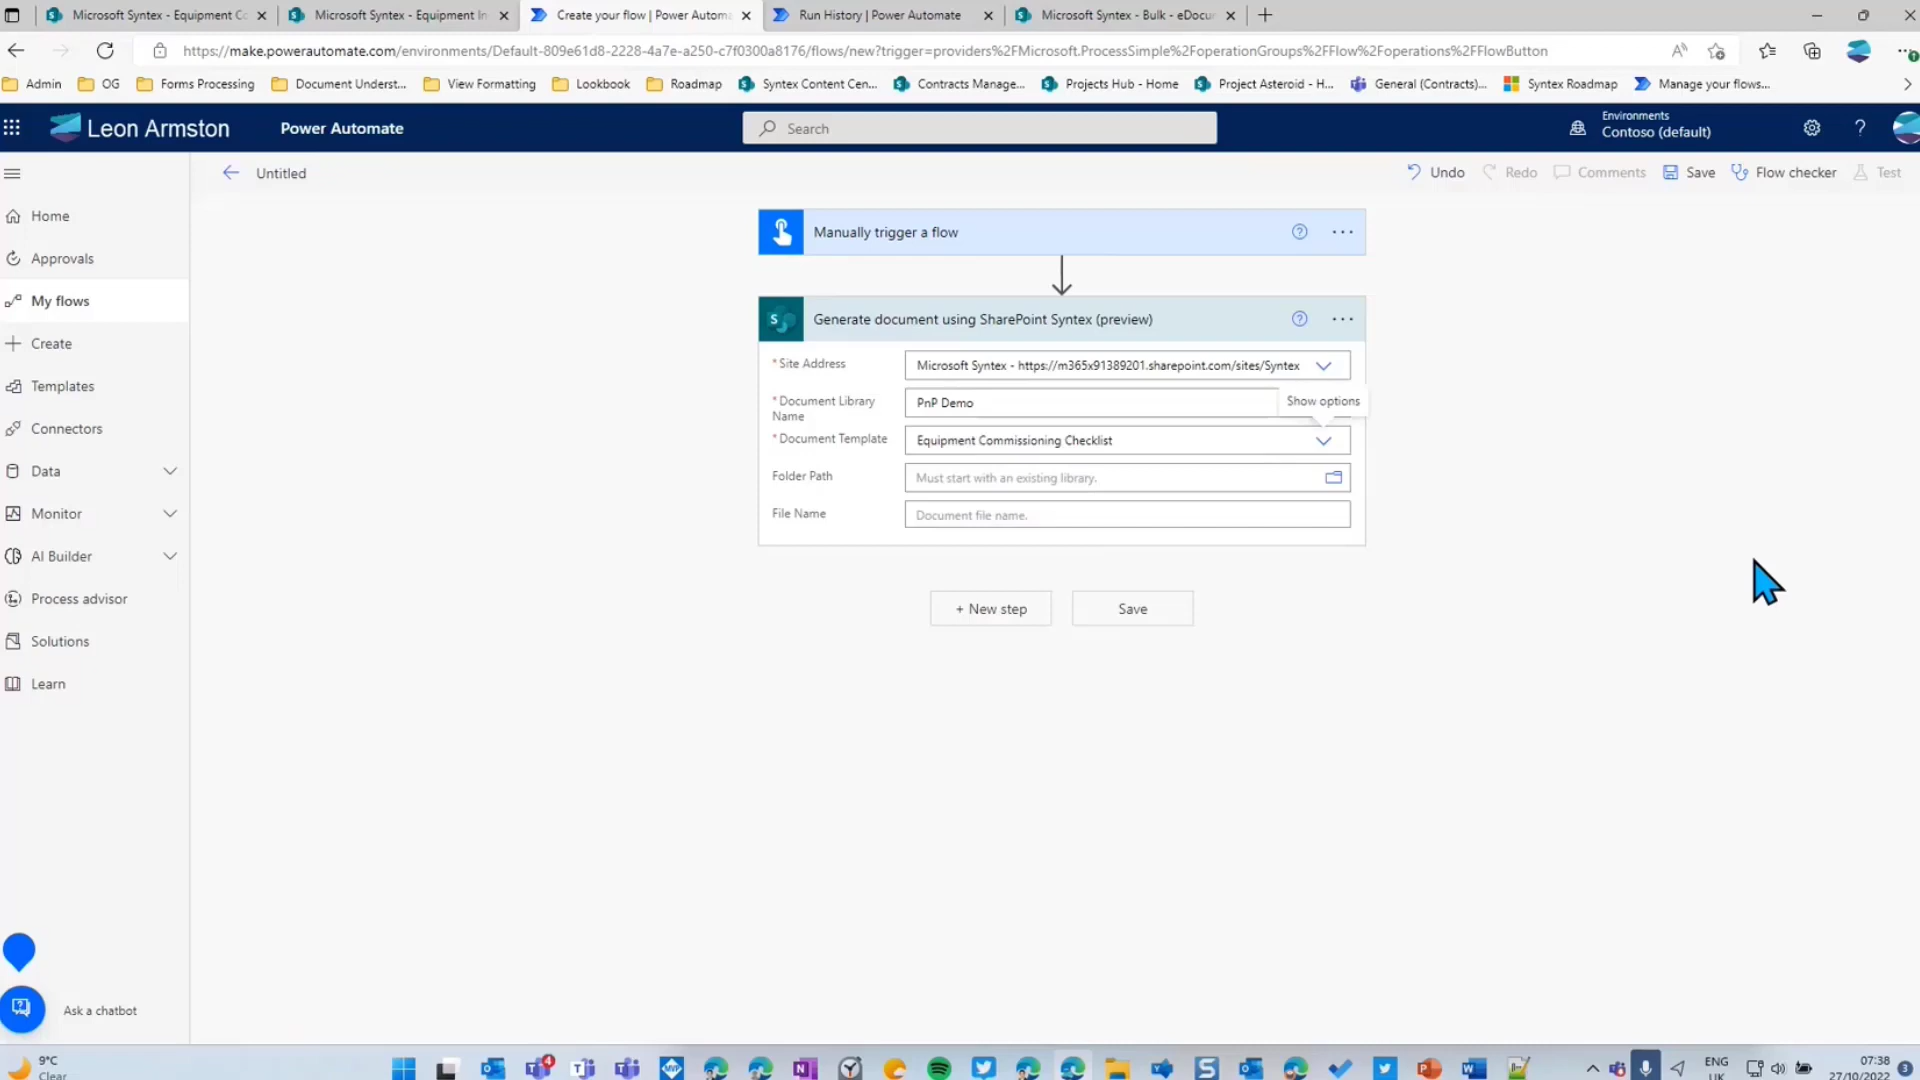 Microsoft Syntex - Equipment Co
Microsoft Syntex - Equipment In
Create your flow | Power Automa
Run History | Power Automate
Microsoft Syntex - Bulk - eDocum
https://make.powerautomate.com/environments/Default-809e61d8-2228-4a7e-a250-c7f0300a8176/flows/new?trigger=providers%2FMicrosoft.ProcessSimple%2FoperationGroups%2FFlow%2Foperations%2FFlowButton
Admin
OG
Forms Processing
Document Underst...
View Formatting
Lookbook
Roadmap
Syntex Content Cen...
Contracts Manage...
Projects Hub - Home
Project Asteroid - H...
General (Contracts)...
Syntex Roadmap
Manage your flows...
Leon Armston
Power Automate
Search
Environments
Contoso (default)
Untitled
Undo
Redo
Comments
Save
Flow checker
Test
Home
Approvals
My flows
Create
Templates
Connectors
Data
Monitor
AI Builder
Process advisor
Solutions
Learn
Manually trigger a flow
Generate document using SharePoint Syntex (preview)
* Site Address
Microsoft Syntex - https://m365x91389201.sharepoint.com/sites/Syntex
* Document Library
Name
PnP Demo
Show options
* Document Template
Equipment Commissioning Checklist
Folder Path
Must start with an existing library.
File Name
Document file name.
+ New step
Save
Ask a chatbot
9°C
Clear
4
MVP
ENG
UK
07:38
27/10/2022
3